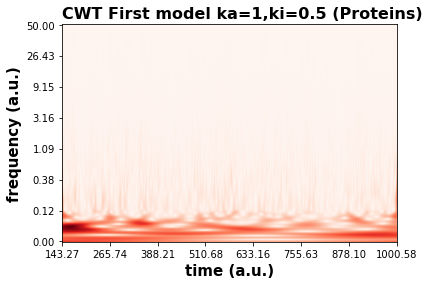 CWT First model ka=1,ki=0.5 (Proteins)
50.00
26.43
9.15
3.16
1.09
0.38
0.12
0.00
frequency (a.u.)
143.27 265.74 388.21 510.68 633.16 755.63 878.10 1000.58
time (a.u.)